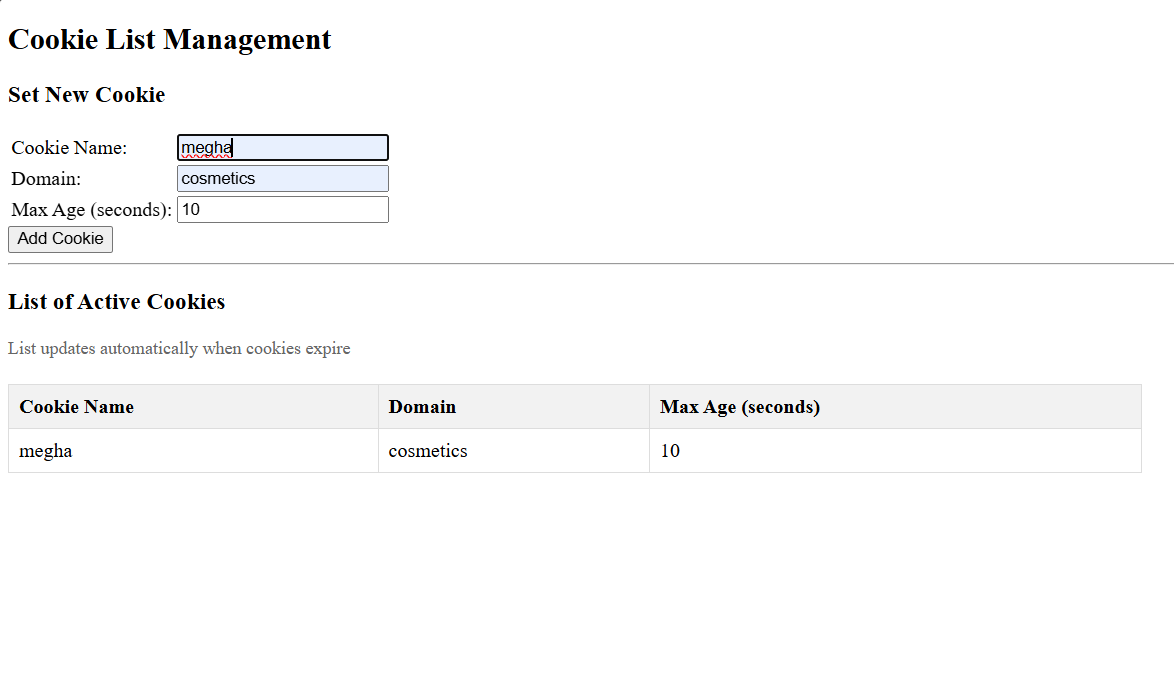 Cookie List Management
Set New Cookie
Cookie Name: megha
Domain: cosmetics
Max Age (seconds): 10
Add Cookie
List of Active Cookies
List updates automatically when cookies expire
Cookie Name Domain Max Age (seconds)
megha cosmetics 10